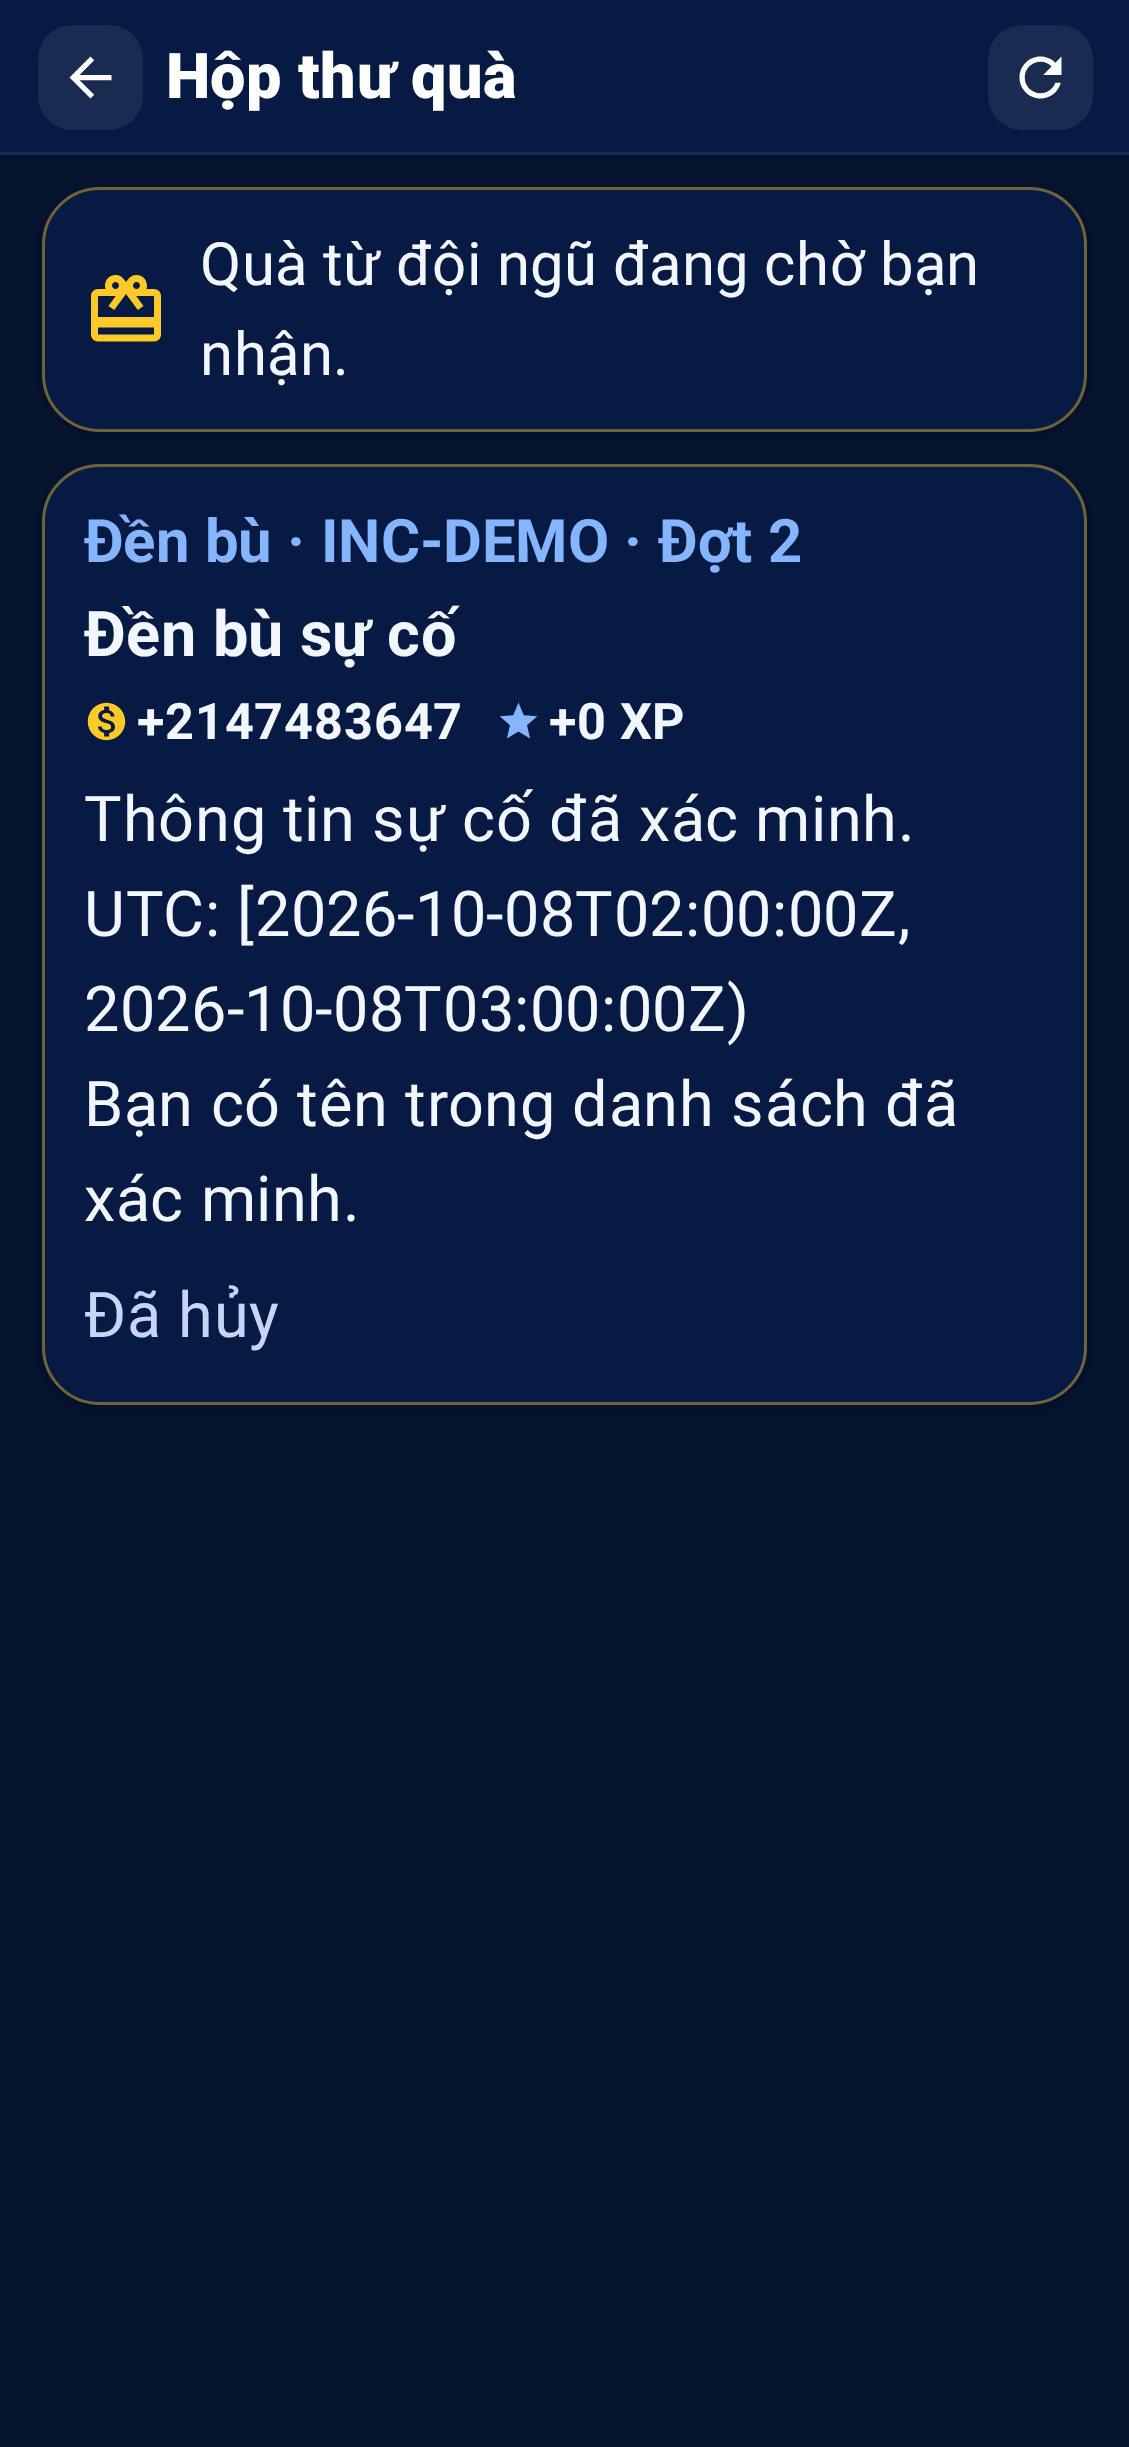 Hộp thư quà
Quà từ đội ngũ đang chờ bạn
nhận.
Đền bù · INC-DEMO · Đợt 2
Đền bù sự cố
+2147483647 +0 XP
Thông tin sự cố đã xác minh.
UTC: [2026-10-08T02:00:00Z,
2026-10-08T03:00:00Z)
Bạn có tên trong danh sách đã
xác minh.
Đã hủy